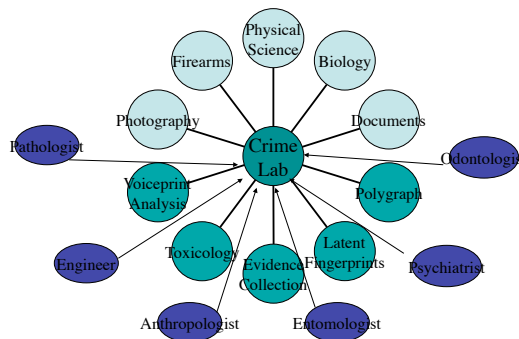 Physical
Science
Firearms
Biology
Photography
Documents
Crime
Lab
Pathologist
Odontologist
Voiceprint
Analysis
Polygraph
Toxicology
Latent
Fingerprints
Engineer
Evidence
Collection
Psychiatrist
Anthropologist
Entomologist